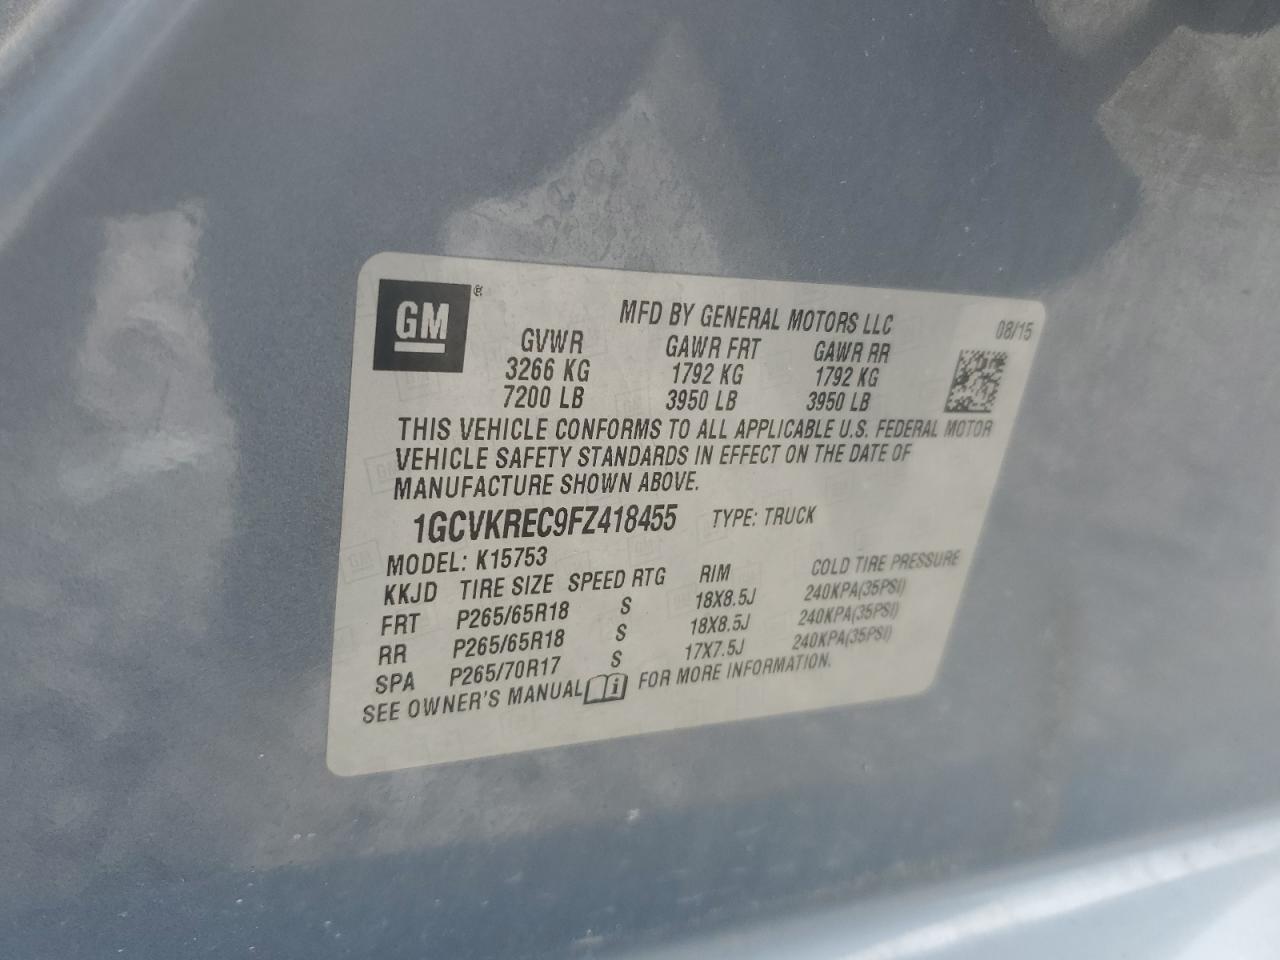 GM®
MFD BY GENERAL MOTORS LLC
08/15
GVWR GAWR FRT GAWR RR
3266 KG 1792 KG 1792 KG
7200 LB 3950 LB 3950 LB
THIS VEHICLE CONFORMS TO ALL APPLICABLE U.S. FEDERAL MOTOR
VEHICLE SAFETY STANDARDS IN EFFECT ON THE DATE OF
MANUFACTURE SHOWN ABOVE.
1GCVKREC9FZ418455 TYPE: TRUCK
MODEL: K15753
KKJD TIRE SIZE SPEED RTG RIM COLD TIRE PRESSURE
FRT P265/65R18 S 18X8.5J 240KPA(35PSI)
RR P265/65R18 S 18X8.5J 240KPA(35PSI)
SPA P265/70R17 S 17X7.5J 240KPA(35PSI)
SEE OWNER'S MANUAL FOR MORE INFORMATION.